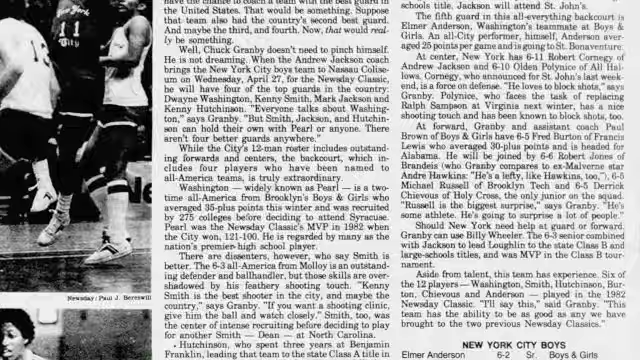 have the chance to coach a team with the best guard in
the United States. That would be something. Suppose
that team also had the country's second best guard.
And maybe the third, and fourth. Now, that would real-
ly be something.
Well, Chuck Granby doesn't need to pinch himself.
He is not dreaming. When the Andrew Jackson coach
brings the New York City boys team to Nassau Colise-
um on Wednesday, April 27, for the Newsday Classic,
he will have four of the top guards in the country:
Dwayne Washington, Kenny Smith, Mark Jackson and
Kenny Hutchinson. "Everyone talks about Washing-
ton," says Granby. "But Smith, Jackson, and Hutchin-
son can hold their own with Pearl or anyone. There
aren't four better guards anywhere."
While the City's 12-man roster includes outstand-
ing forwards and centers, the backcourt, which in-
cludes four players who have been named to
all-America teams, is truly extraordinary.
Washington — widely known as Pearl — is a two-
time all-America from Brooklyn's Boys & Girls who
averaged 35-plus points this winter and was recruited
by 275 colleges before deciding to attend Syracuse.
Pearl was the Newsday Classic's MVP in 1982 when
the City won, 121-100. He is regarded by many as the
nation's premier high school player.
There are dissenters, however, who say Smith is
better. The 6-3 all-America from Molloy is an outstand-
ing defender and ballhandler, but those skills are over-
shadowed by his feathery shooting touch. "Kenny
Smith is the best shooter in the city, and maybe the
country," says Granby. "If you want a shooting clinic,
give him the ball and watch closely." Smith, too, was
the center of intense recruiting before deciding to play
for another Smith — Dean — at North Carolina.
Hutchinson, who spent three years at Benjamin
Franklin, leading that team to the state Class A title in
Newsday / Paul J. Bereswill
schools title. Jackson will attend St. John's.
The fifth guard in this all-everything backcourt is
Elmer Anderson, Washington's teammate at Boys &
Girls. An all-City performer, himself, Anderson aver-
aged 25 points per game and is going to St. Bonaventure.
At center, New York has 6-11 Robert Cornegy of
Andrew Jackson and 6-10 Olden Polynice of All Hal-
lows. Cornegy, who announced for St. John's last week-
end, is a force on defense. "He loves to block shots," says
Granby. Polynice, who faces the task of replacing
Ralph Sampson at Virginia next winter, has a nice
shooting touch and has been known to block shots, too.
At forward, Granby and assistant coach Paul
Brown of Boys & Girls have 6-5 Fred Burton of Francis
Lewis who averaged 30-plus points and is headed for
Alabama. He will be joined by 6-6 Robert Jones of
Brandeis (who Granby compares to ex-Malverne star
Andre Hawkins: "He's a lefty, like Hawkins, too"), 6-5
Michael Russell of Brooklyn Tech and 6-5 Derrick
Chievous of Holy Cross, the only junior on the squad.
"Russell is the biggest surprise," says Granby. "He's
some athlete. He's going to surprise a lot of people."
Should New York need help at guard or forward,
Granby can use Billy Wheeler. The 6-3 senior combined
with Jackson to lead Loughlin to the state Class B and
large-schools titles, and was MVP in the Class B tour-
nament.
Aside from talent, this team has experience. Six of
the 12 players — Washington, Smith, Hutchinson, Bur-
ton, Chievous and Anderson — played in the 1982
Newsday Classic. "I'll say this," said Granby. "This
team has the ability to be as good as any we have
brought to the two previous Newsday Classics."
NEW YORK CITY BOYS
Elmer Anderson 6-2 Sr. Boys & Girls